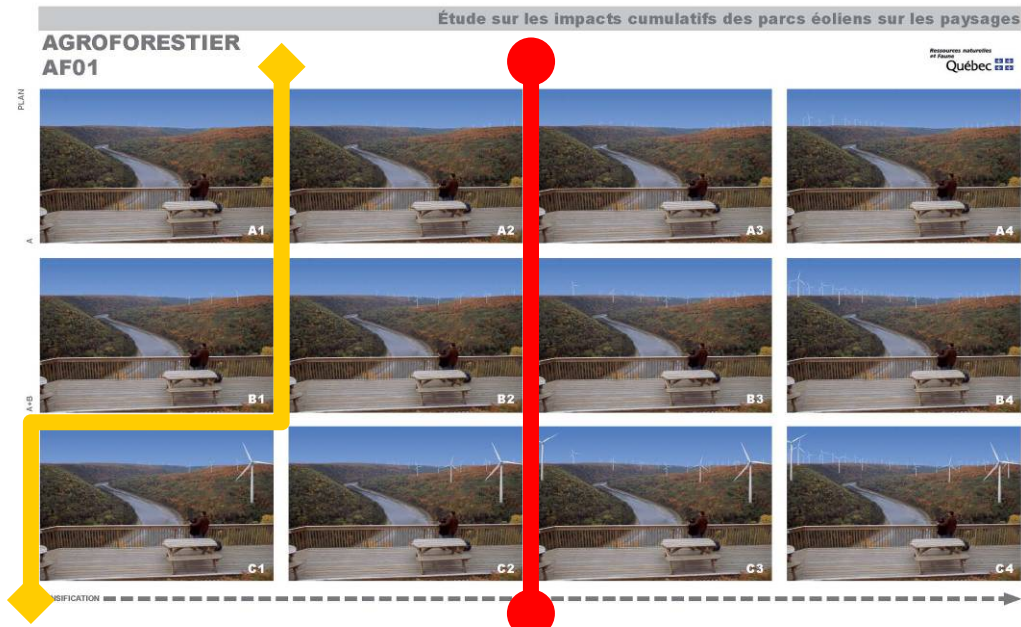 Étude sur les impacts cumulatifs des parcs éoliens sur les paysages
AGROFORESTIER
AF01
Ressources naturelles
et Faune
Québec
PLAN
A
A1
A2
A3
A4
A+B
B1
B2
B3
B4
C1
C2
C3
C4
NSIFICATION